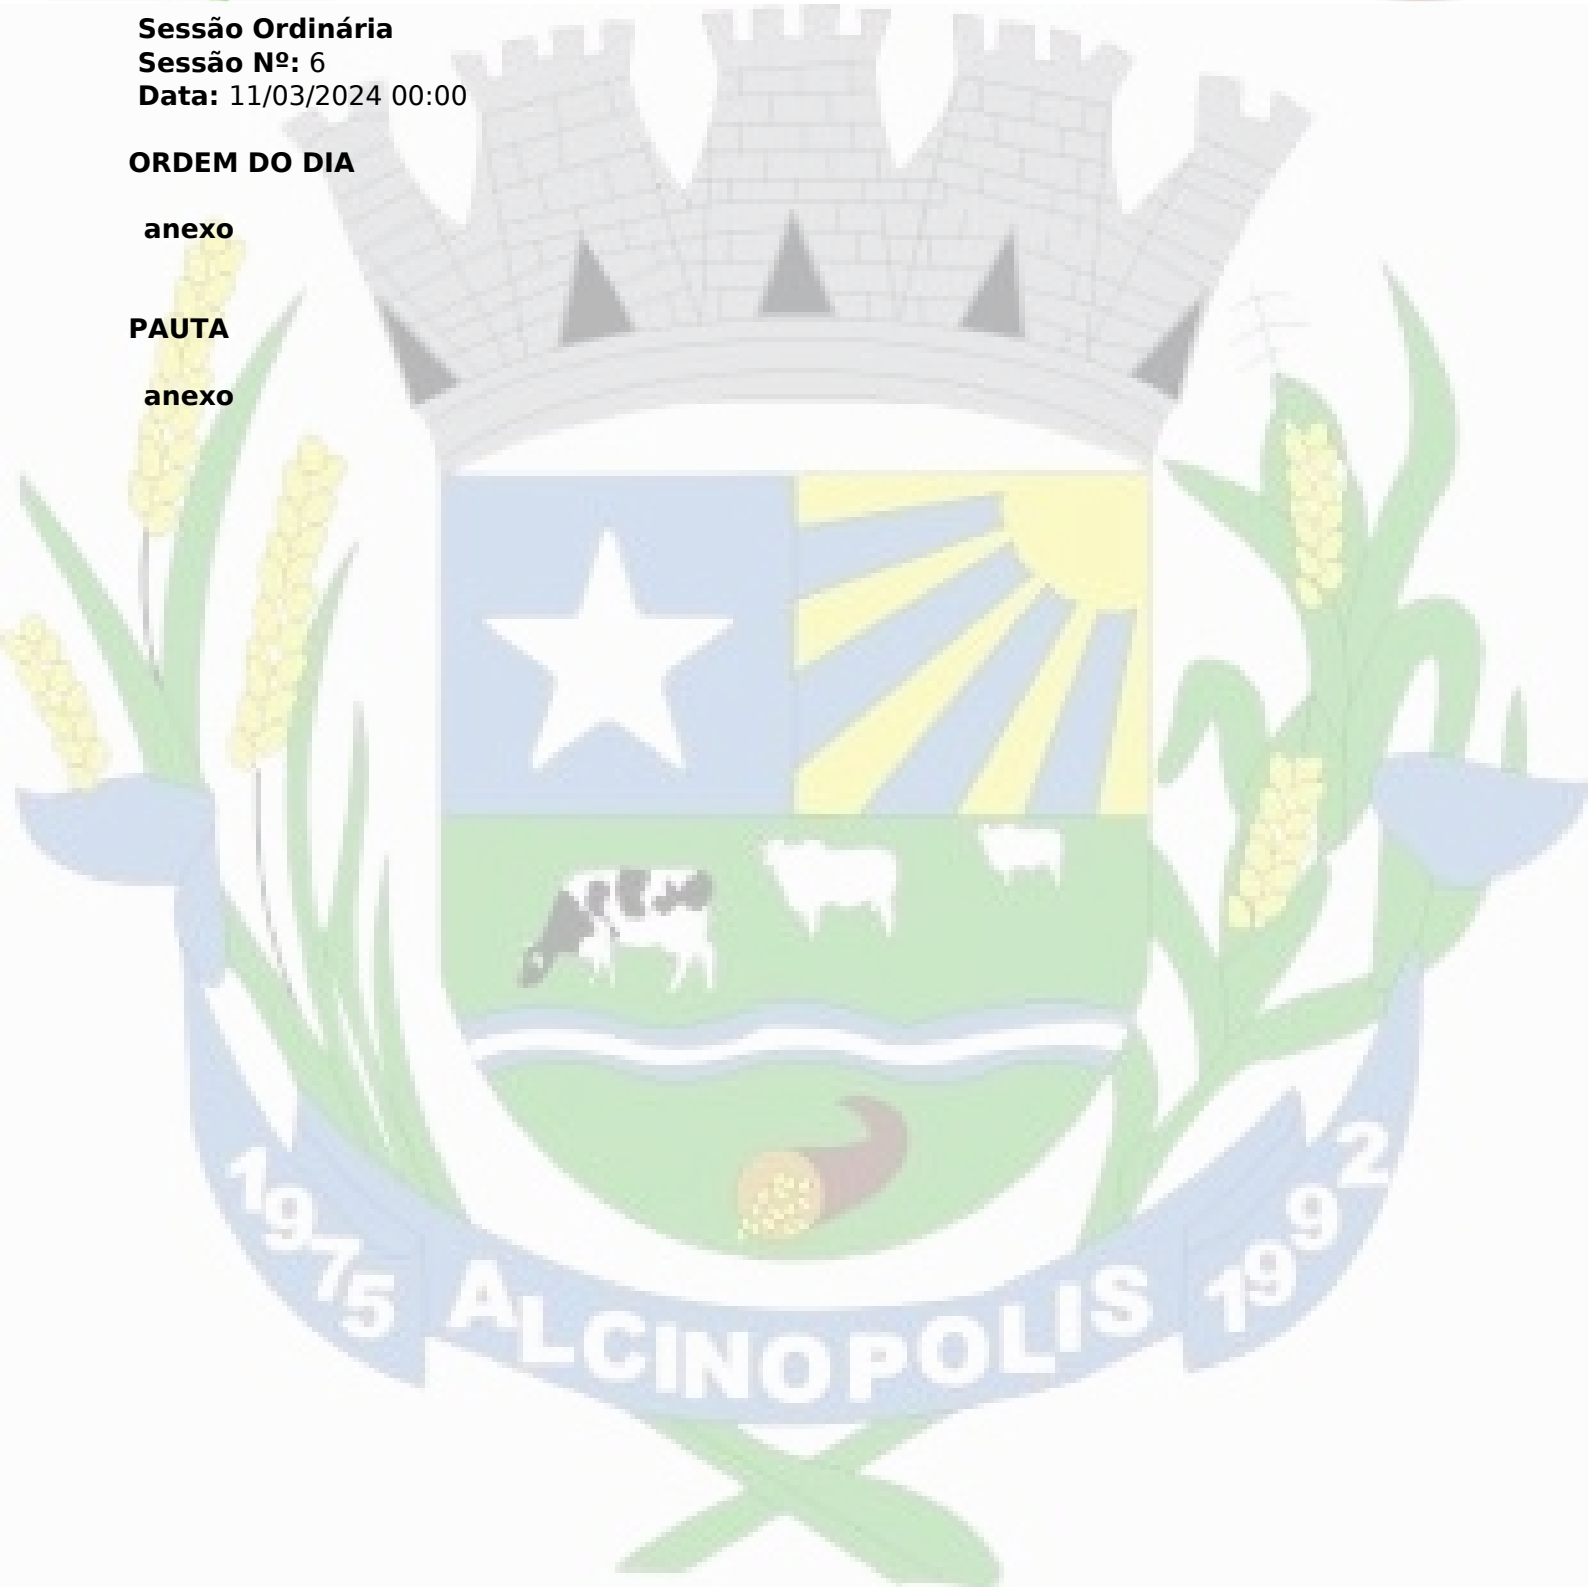 Sessão Ordinária
Sessão Nº: 6
Data: 11/03/2024 00:00
ORDEM DO DIA
anexo
PAUTA
anexo
1975 ALCINOPOLIS 1992